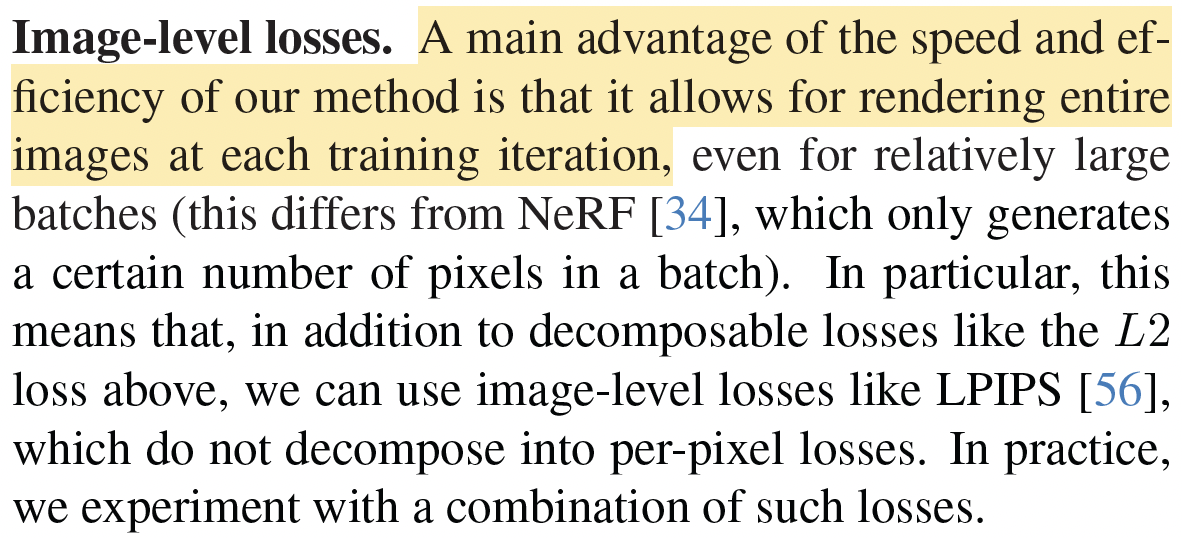 Image-level losses. A main advantage of the speed and ef-
ficiency of our method is that it allows for rendering entire
images at each training iteration, even for relatively large
batches (this differs from NeRF [34], which only generates
a certain number of pixels in a batch). In particular, this
means that, in addition to decomposable losses like the L2
loss above, we can use image-level losses like LPIPS [56],
which do not decompose into per-pixel losses. In practice,
we experiment with a combination of such losses.